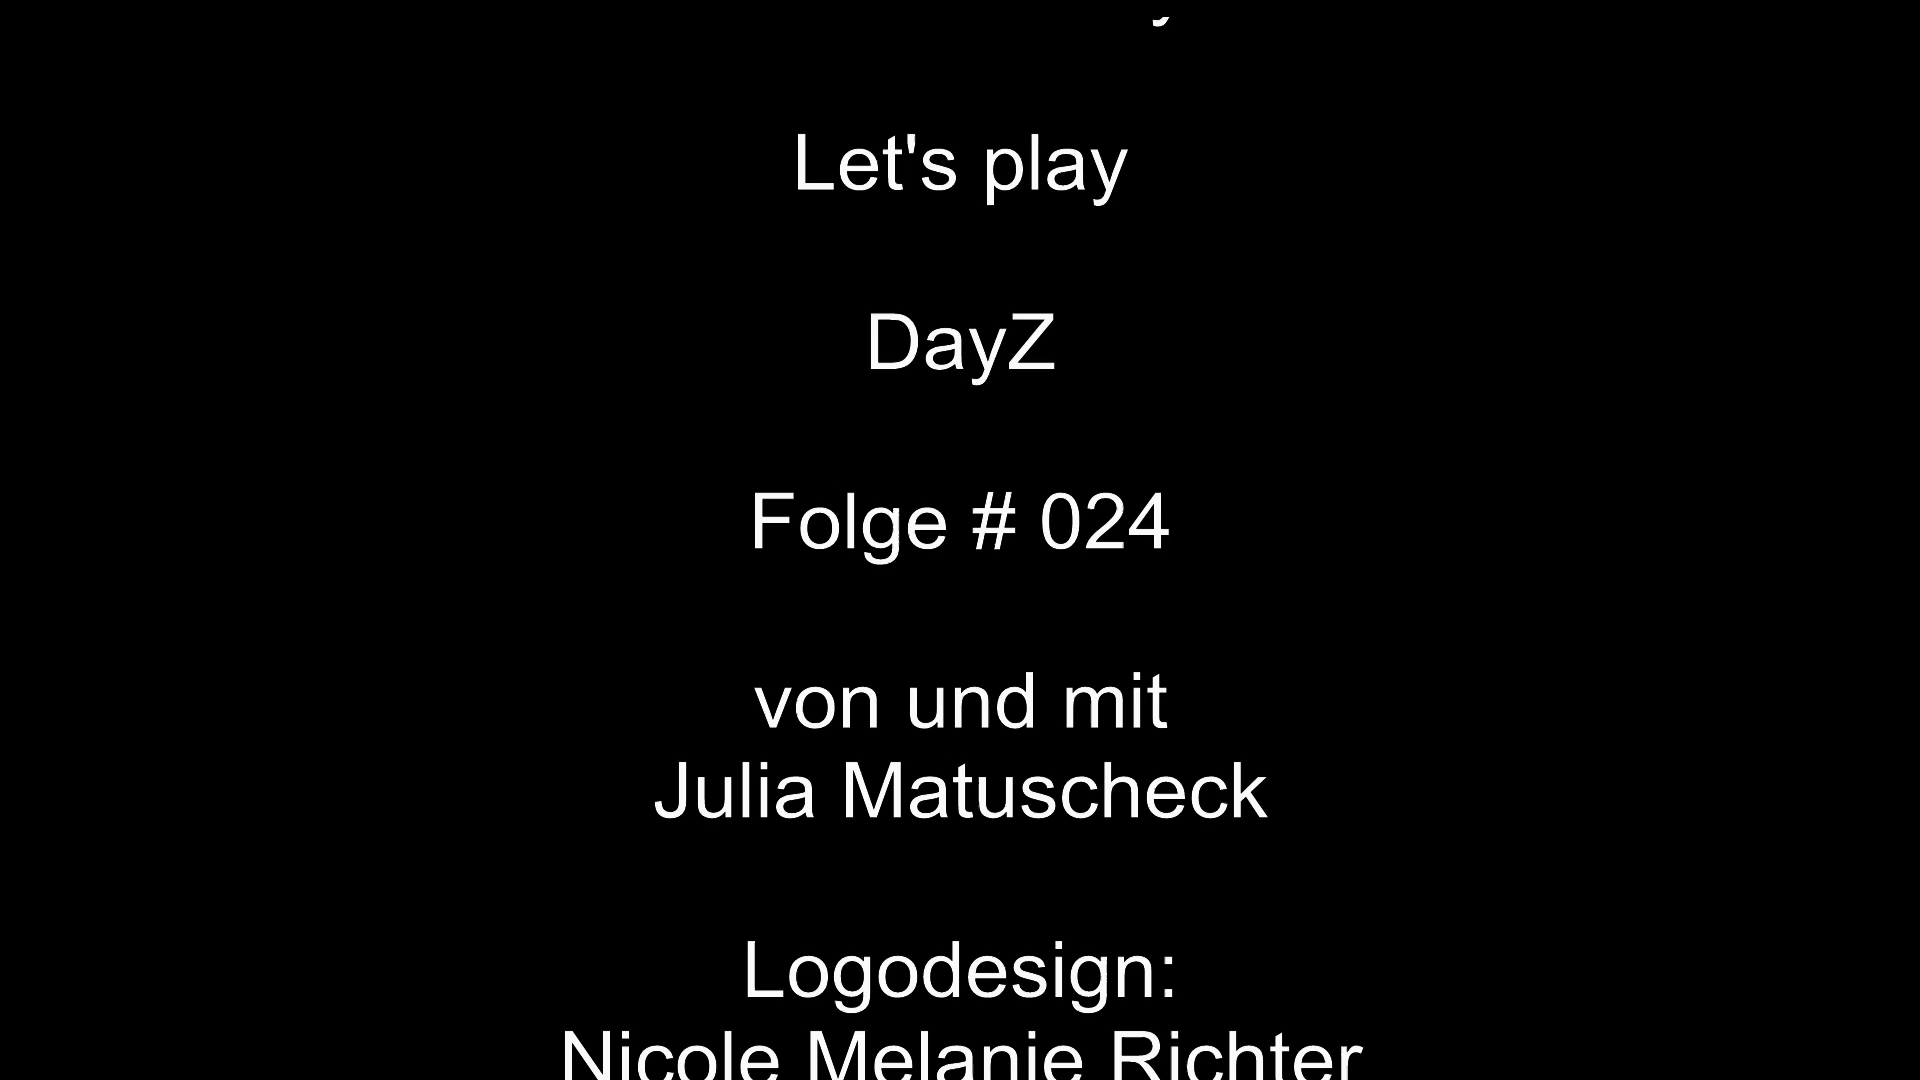 Let's play
DayZ
Folge # 024
von und mit
Julia Matuscheck
Logodesign:
Nicole Melanie Richter